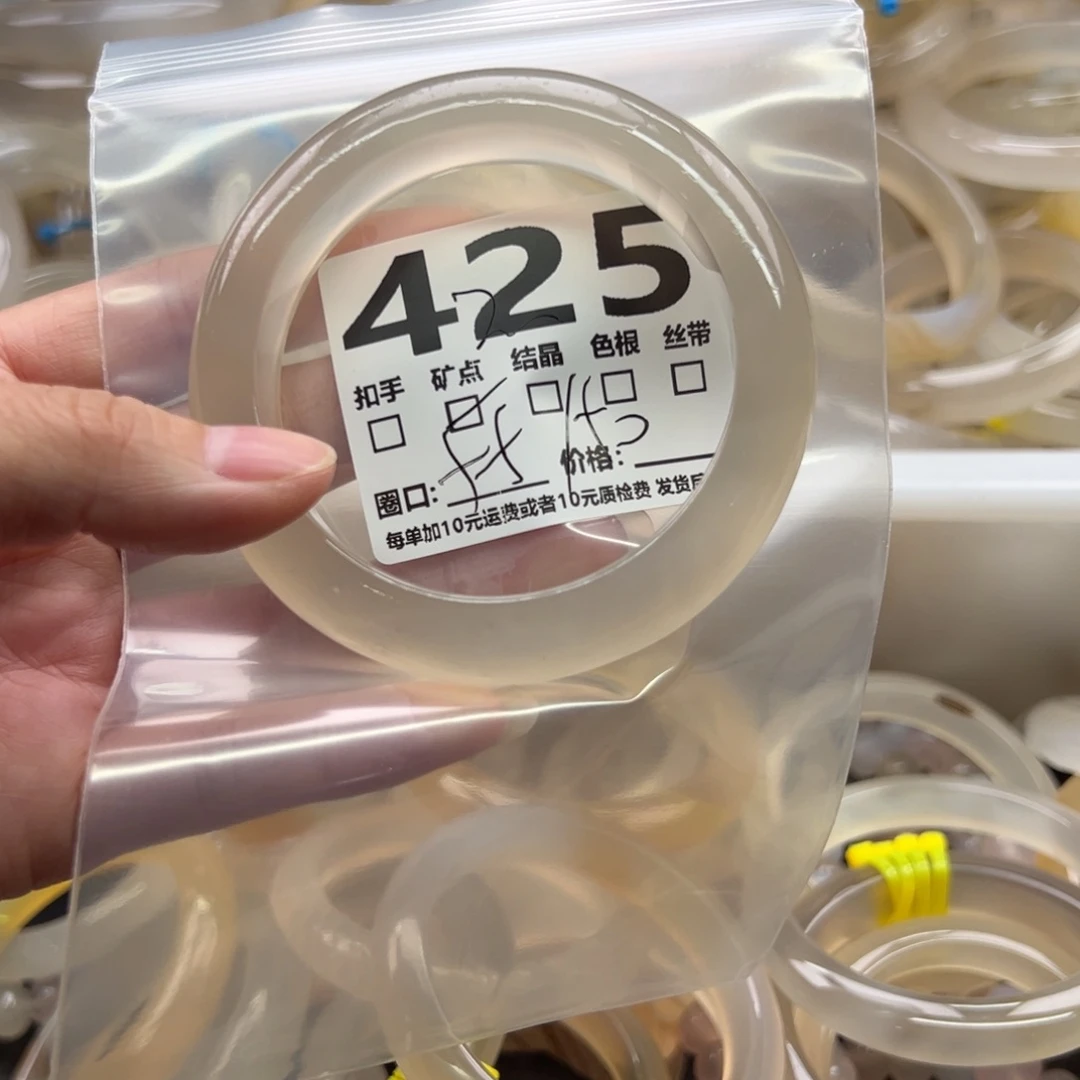 425
扣手 矿点 结晶 色根 丝带
圈口: 价格:
每单加10元运费或者10元质检费 发货后